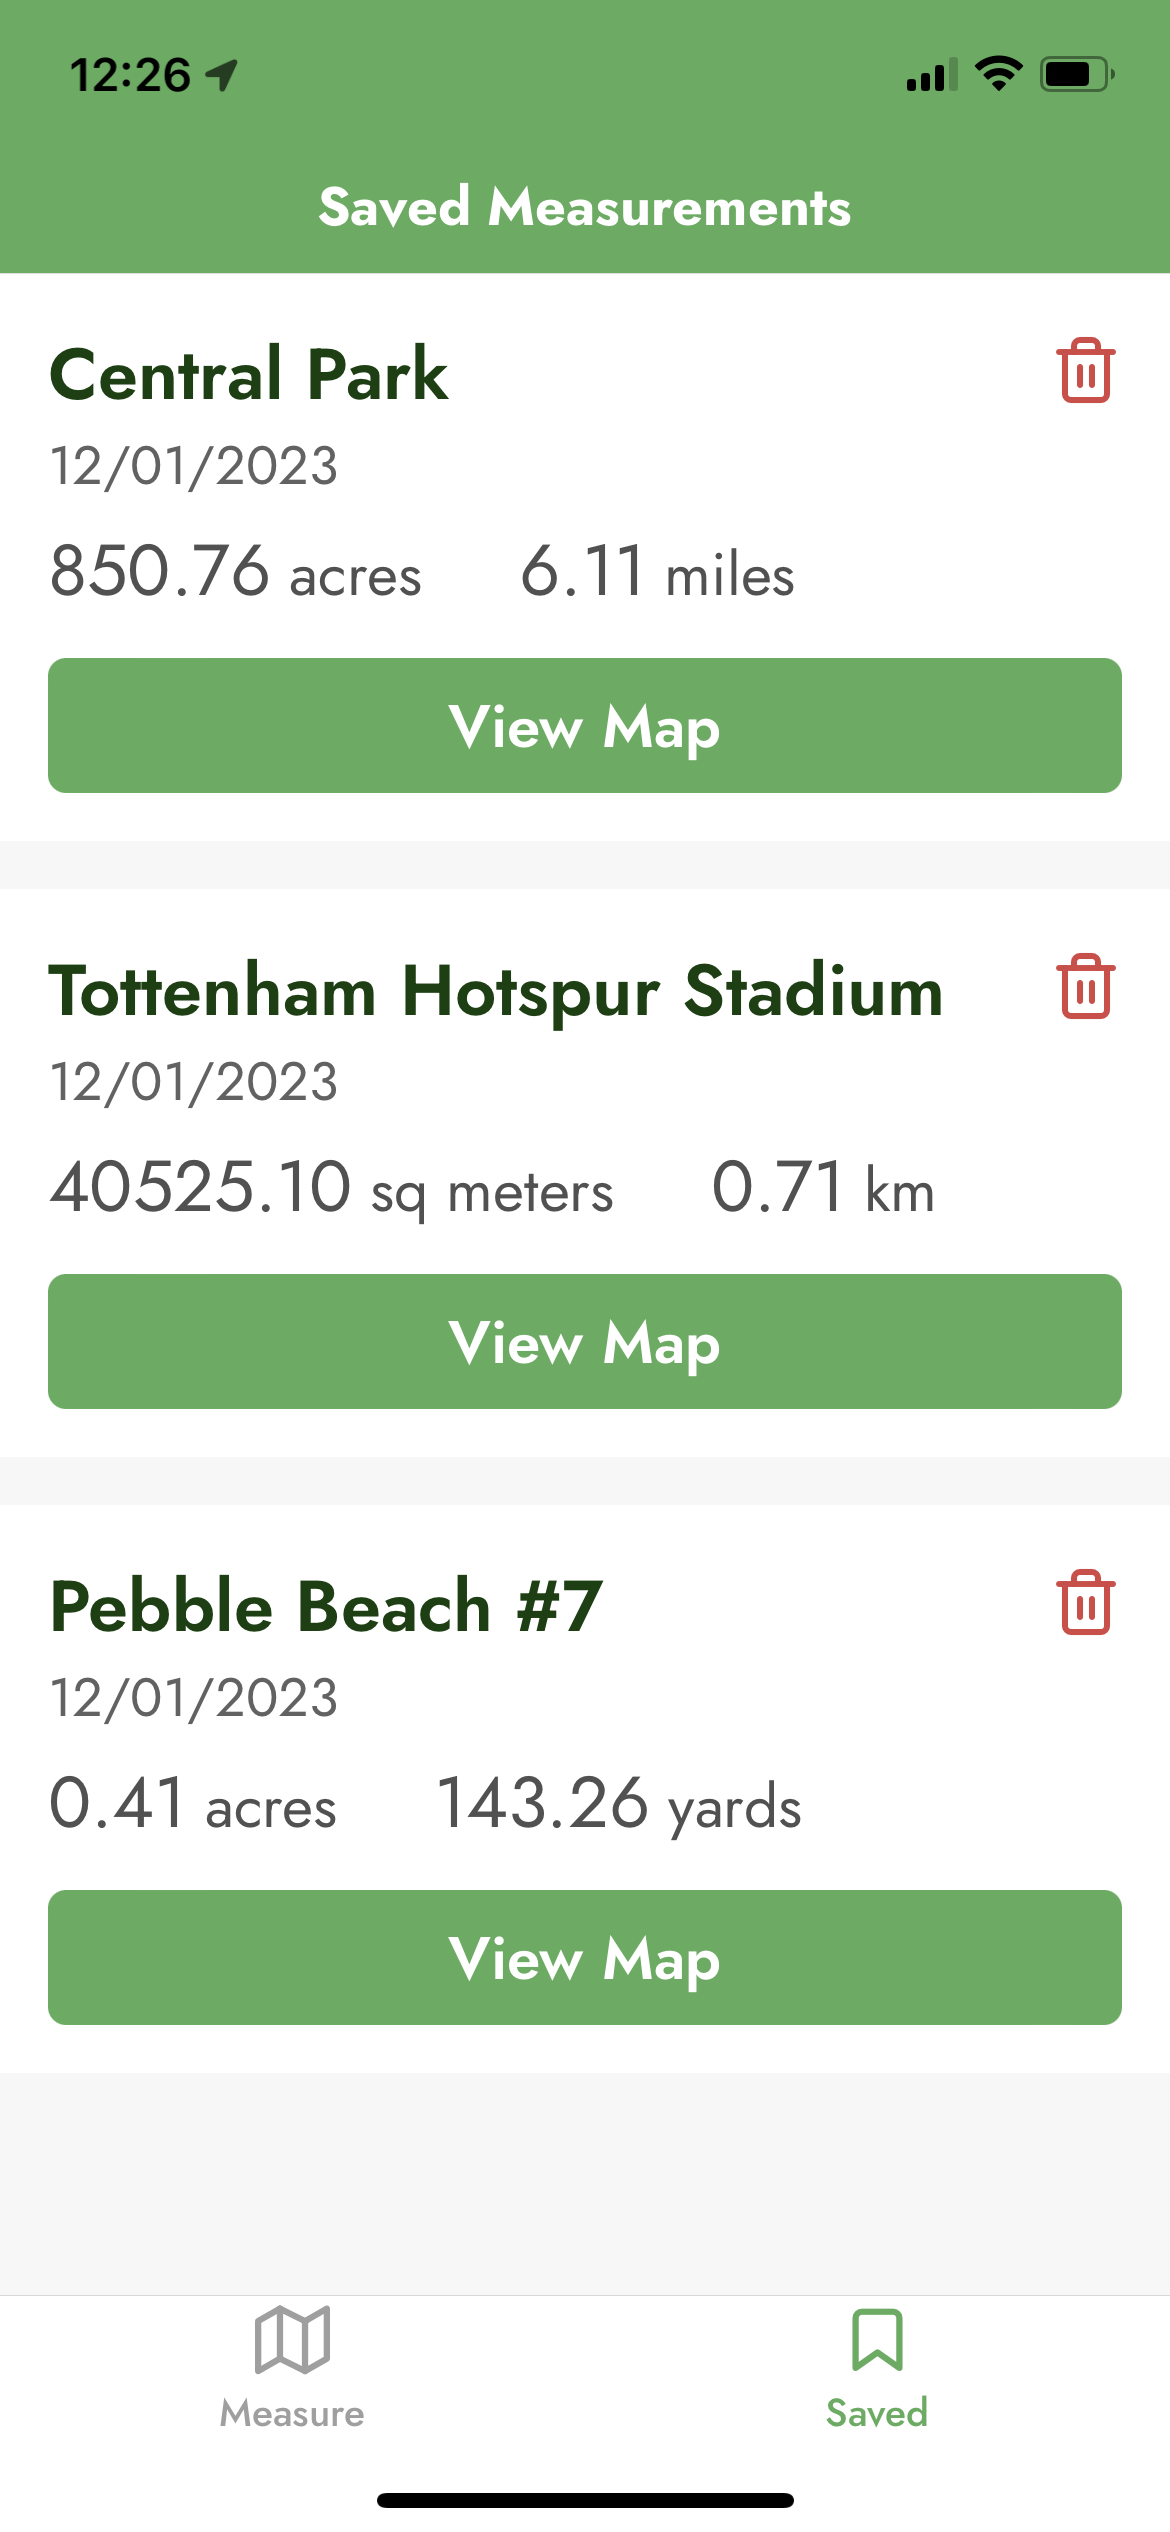 12:26
Saved Measurements
Central Park
12/01/2023
850.76 acres 6.11 miles
View Map
Tottenham Hotspur Stadium
12/01/2023
40525.10 sq meters 0.71 km
View Map
Pebble Beach #7
12/01/2023
0.41 acres 143.26 yards
View Map
Measure Saved